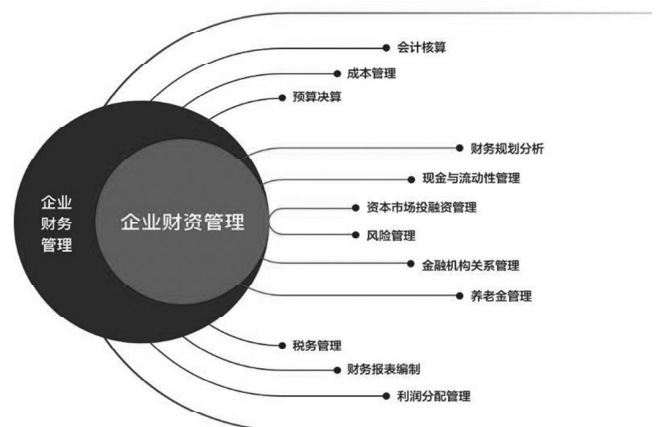 会计核算
成本管理
预算决算
财务规划分析
现金与流动性管理
企业
财务
管理
企业财资管理
资本市场投融资管理
风险管理
金融机构关系管理
养老金管理
税务管理
财务报表编制
利润分配管理